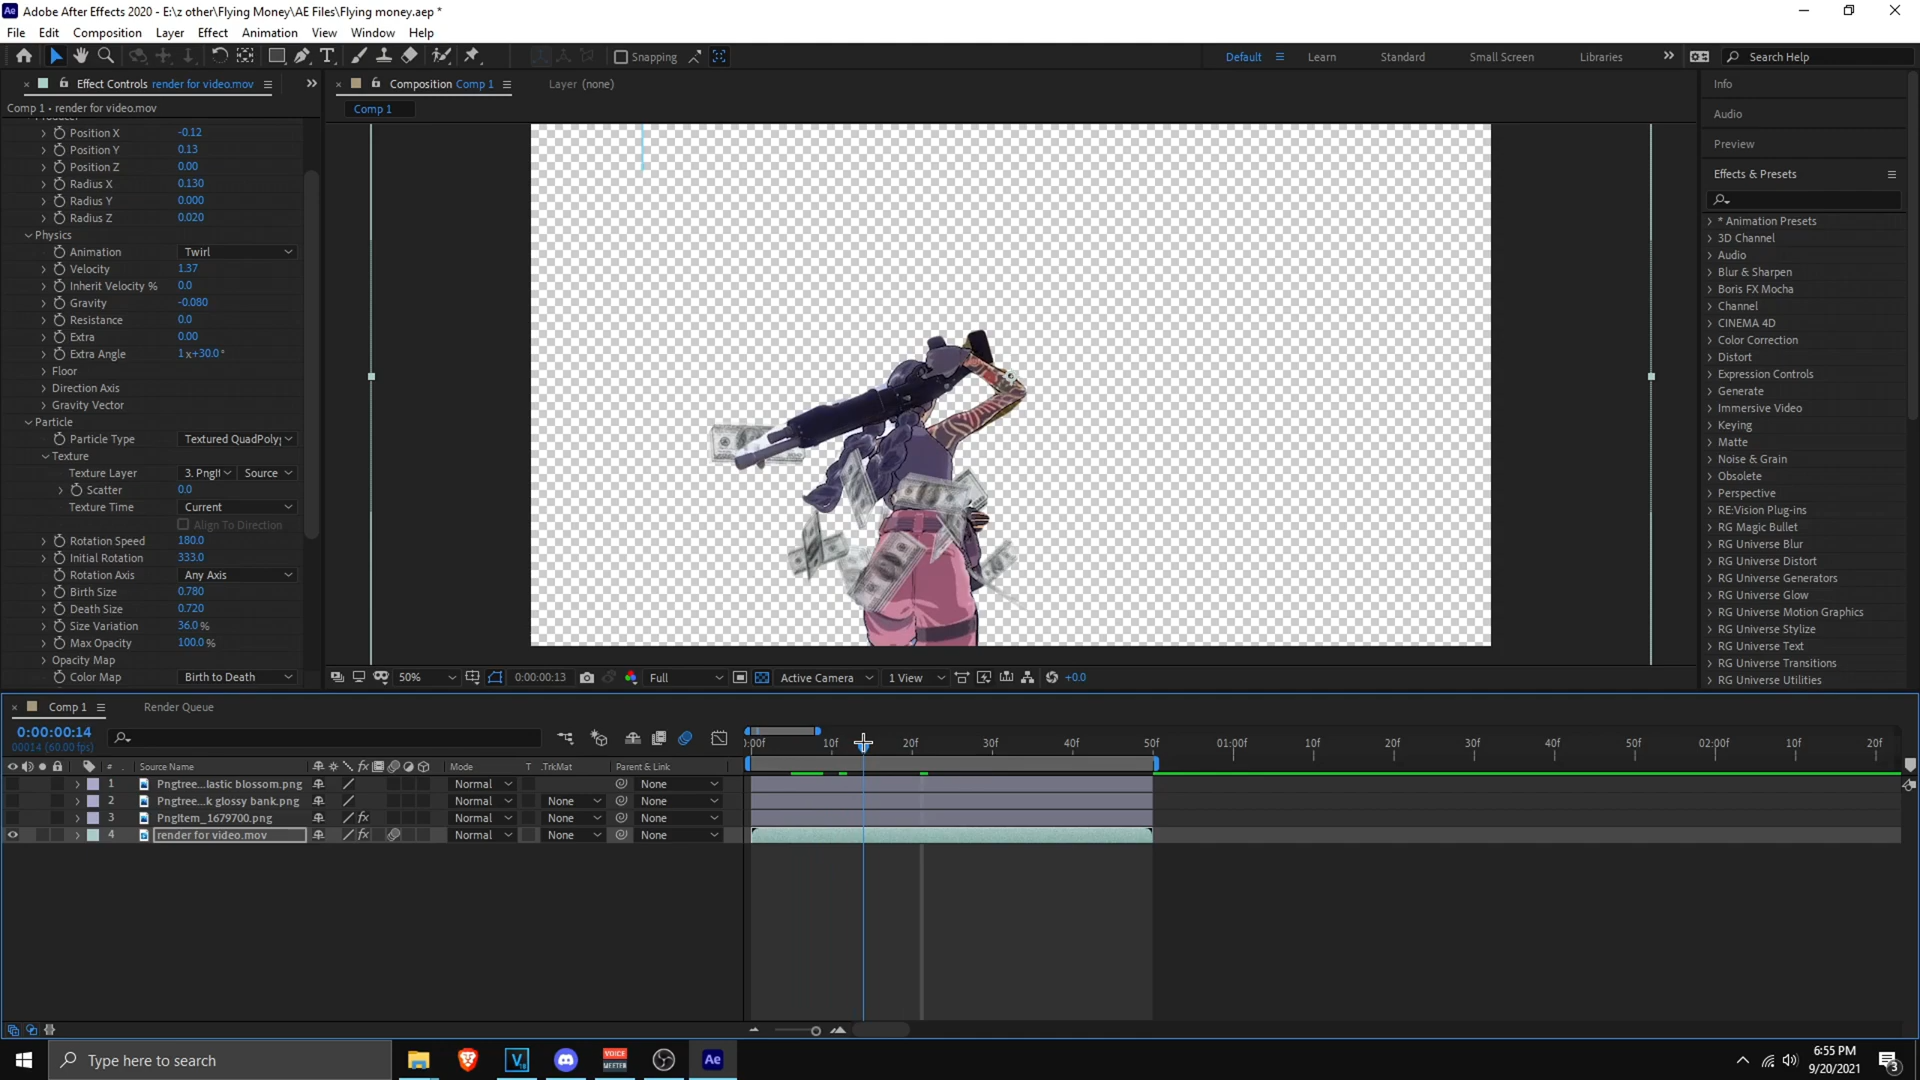 Adobe After Effects 2020 - E:\z other\Flying Money\AE Files\Flying money.aep *
File Edit Composition Layer Effect Animation View Window Help
Snapping
Default Learn Standard Small Screen Libraries Search Help
Effect Controls render for video.mov
Composition Comp 1
Layer (none)
Comp 1 • render for video.mov
Comp 1
Position X -0.12
Position Y 0.13
Position Z 0.00
Radius X 0.130
Radius Y 0.000
Radius Z 0.020
Physics
Animation Twirl
Velocity 1.37
Inherit Velocity % 0.0
Gravity -0.080
Resistance 0.0
Extra 0.00
Extra Angle 1x+30.0°
Floor
Direction Axis
Gravity Vector
Particle
Particle Type Textured QuadPoly
Texture
Texture Layer 3. PngIt Source
Scatter 0.0
Texture Time Current
Align To Direction
Rotation Speed 180.0
Initial Rotation 333.0
Rotation Axis Any Axis
Birth Size 0.780
Death Size 0.720
Size Variation 36.0%
Max Opacity 100.0%
Opacity Map
Color Map Birth to Death
50% 0:00:00:13 Full Active Camera 1 View +0.0
Info
Audio
Preview
Effects & Presets
* Animation Presets
3D Channel
Audio
Blur & Sharpen
Boris FX Mocha
Channel
CINEMA 4D
Color Correction
Distort
Expression Controls
Generate
Immersive Video
Keying
Matte
Noise & Grain
Obsolete
Perspective
RE:Vision Plug-ins
RG Magic Bullet
RG Universe Blur
RG Universe Distort
RG Universe Generators
RG Universe Glow
RG Universe Motion Graphics
RG Universe Stylize
RG Universe Text
RG Universe Transitions
RG Universe Utilities
Comp 1
Render Queue
0:00:00:14
00014 (60.00 fps)
10f 20f 30f 40f 50f 01:00f 10f 20f 30f 40f 50f 02:00f 10f 20f
# Source Name Mode T .TrkMat Parent & Link
1 Pngtree...lastic blossom.png Normal None
2 Pngtree...k glossy bank.png Normal None None
3 PngItem_1679700.png fx Normal None None
4 render for video.mov fx Normal None None
Type here to search
VOICE MEETER
Ae
6:55 PM
9/20/2021
3